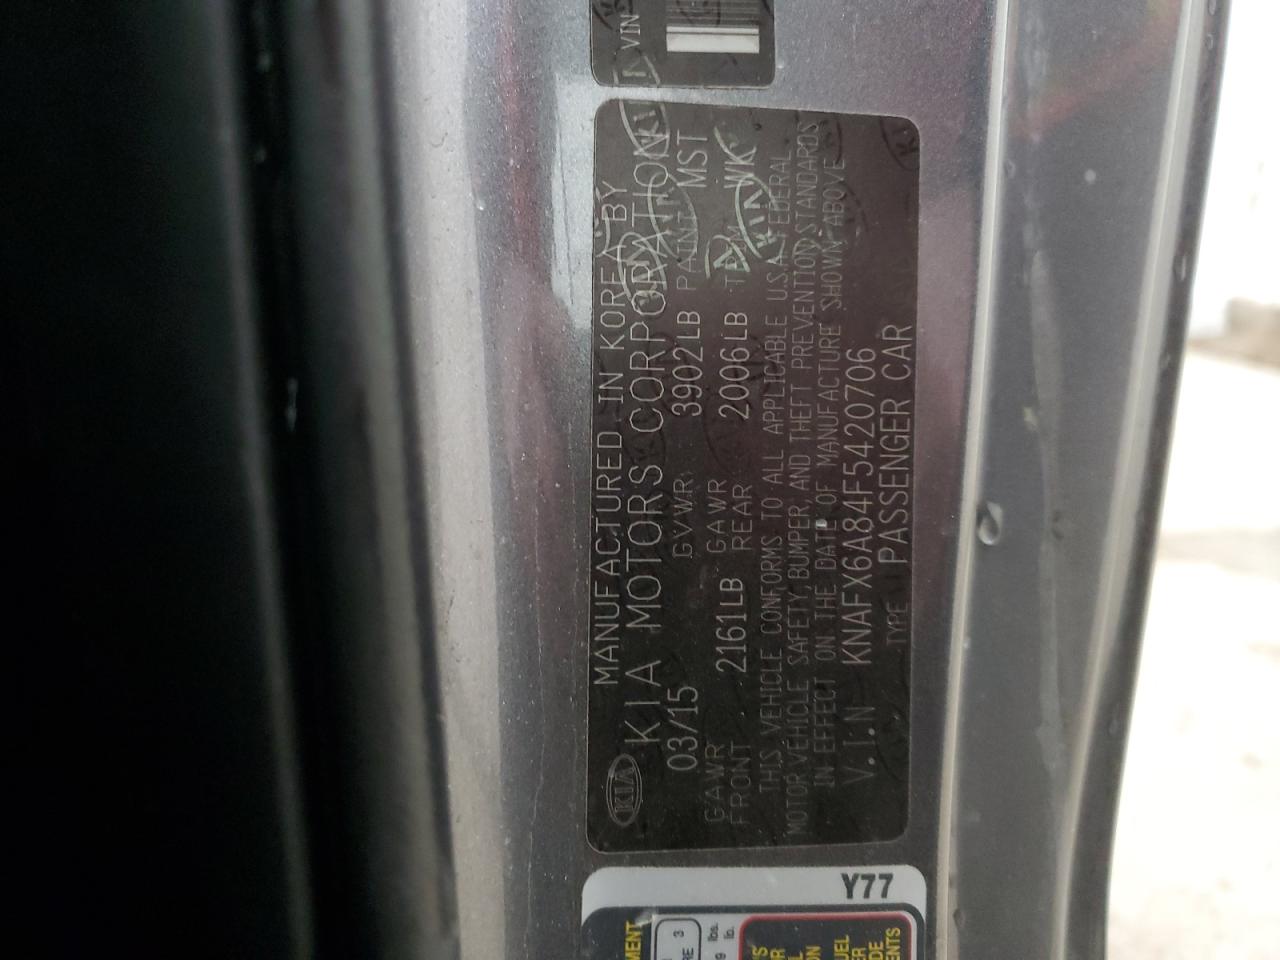 VIN
MANUFACTURED IN KOREA BY
KIA KIA MOTORS CORPORATION
03/15 GVWR 3902LB PAINT MST
GAWR FRONT 2161LB GAWR REAR 2006LB TRIM WK
THIS VEHICLE CONFORMS TO ALL APPLICABLE U.S.A. FEDERAL
MOTOR VEHICLE SAFETY, BUMPER, AND THEFT PREVENTION STANDARDS
IN EFFECT ON THE DATE OF MANUFACTURE SHOWN ABOVE
V.I.N KNAFX6A84F5420706
TYPE : PASSENGER CAR
Y77